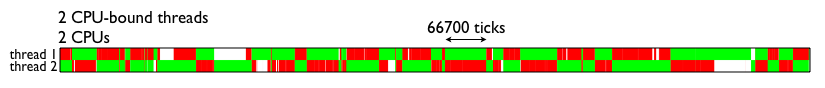 2 CPU-bound threads
2 CPUs
66700 ticks
thread 1
thread 2